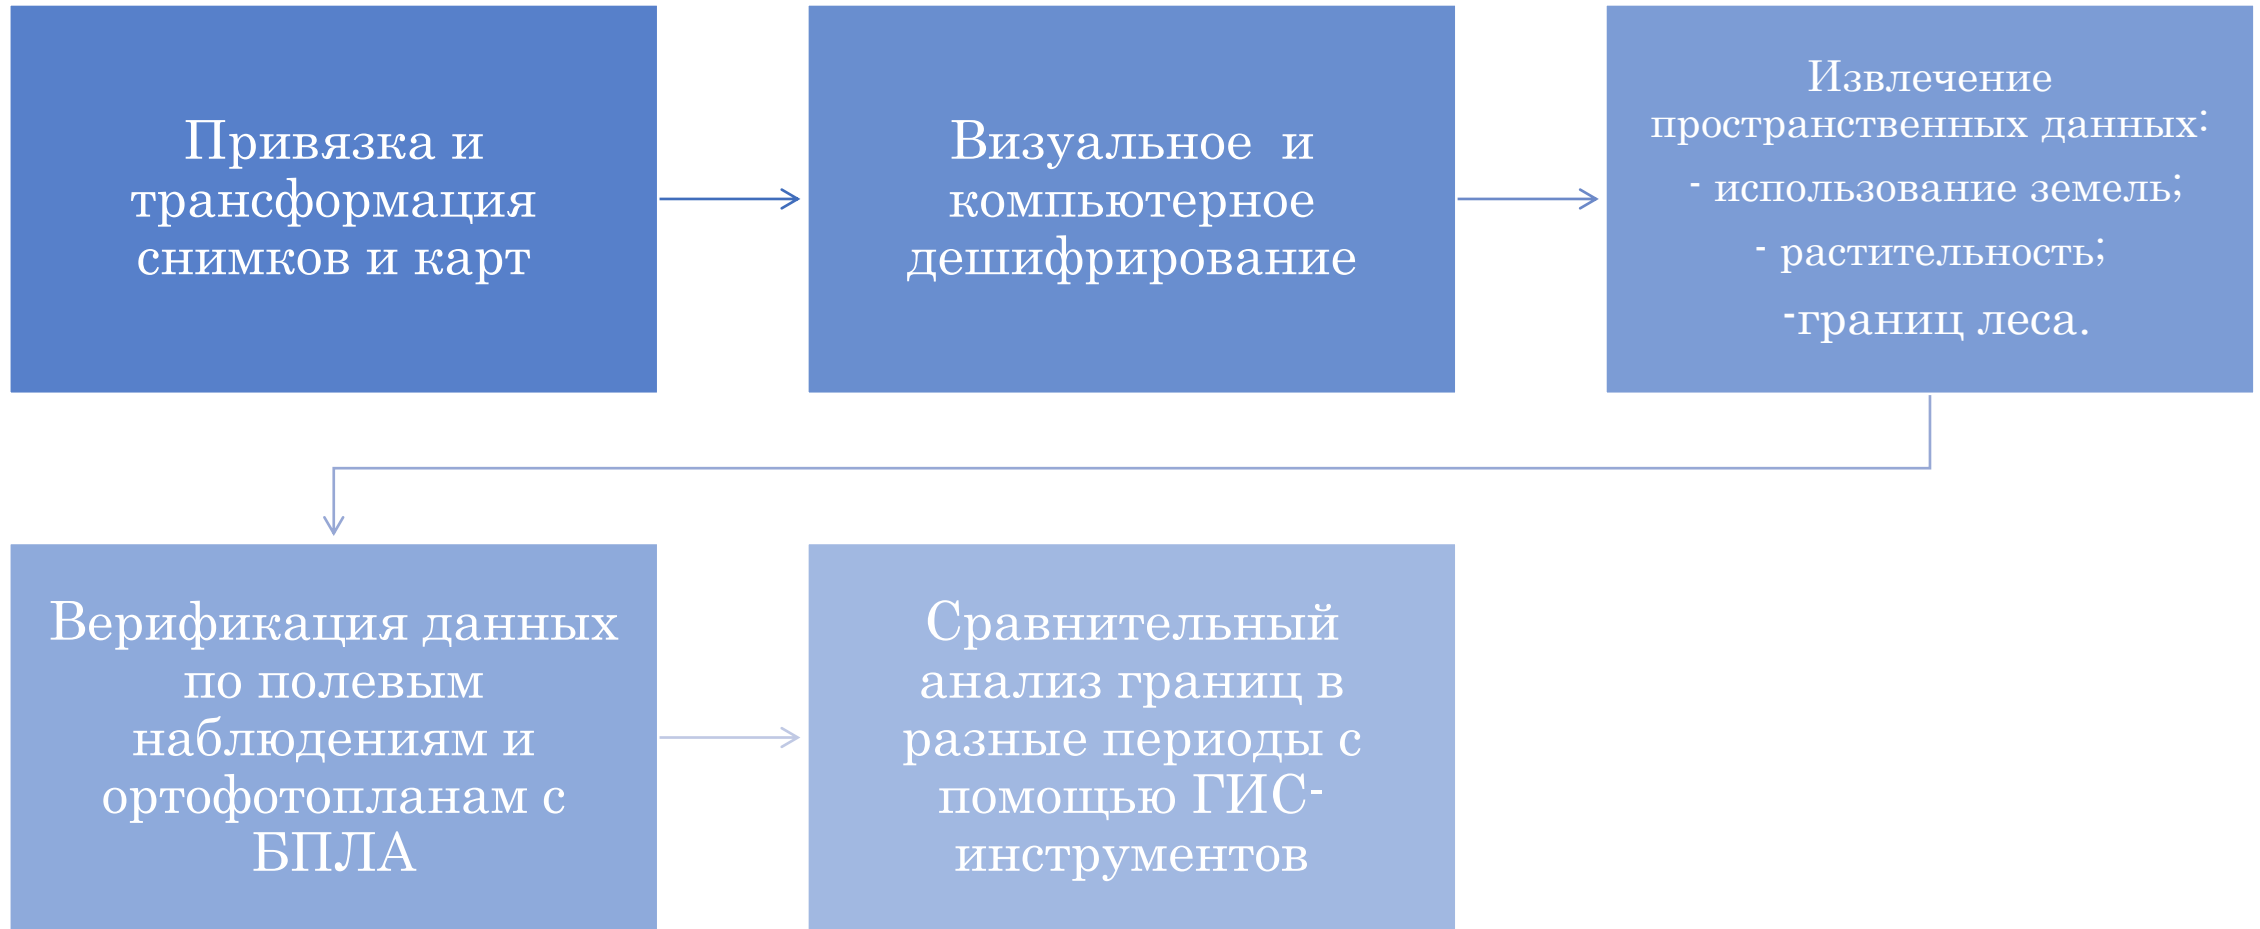 Привязка и
трансформация
снимков и карт
Визуальное и
компьютерное
дешифрирование
Извлечение
пространственных данных:
- использование земель;
- растительность;
-границ леса.
Верификация данных
по полевым
наблюдениям и
ортофотопланам с
БПЛА
Сравнительный
анализ границ в
разные периоды с
помощью ГИС-
инструментов